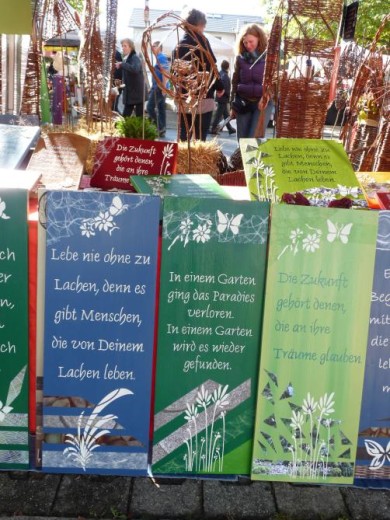 Die Zukunft
gehört denen,
die an ihre
Träume glauben
Lebe nie ohne zu
Lachen, denn es
gibt Menschen,
Lebe nie ohne zu
Lachen, denn es
gibt Menschen,
die von Deinem
Lachen leben.
In einem Garten
ging das Paradies
verloren.
In einem Garten
wird es wieder
gefunden.
Die Zukunft
gehört denen,
die an ihre
Träume glauben